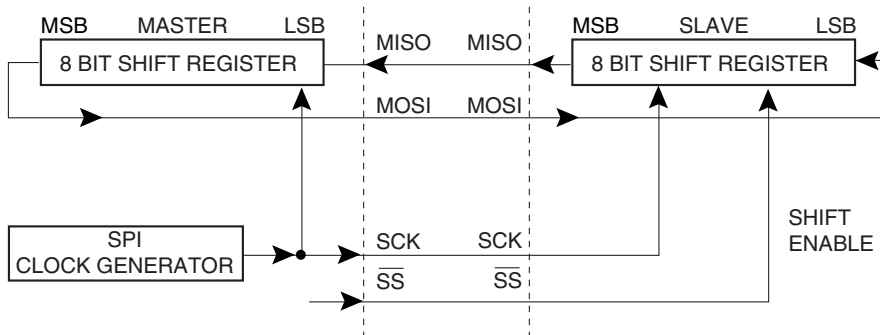 MSB MASTER LSB
8 BIT SHIFT REGISTER
MISO MISO
MSB SLAVE LSB
8 BIT SHIFT REGISTER
MOSI MOSI
SPI
CLOCK GENERATOR
SCK SCK
SS SS
SHIFT
ENABLE